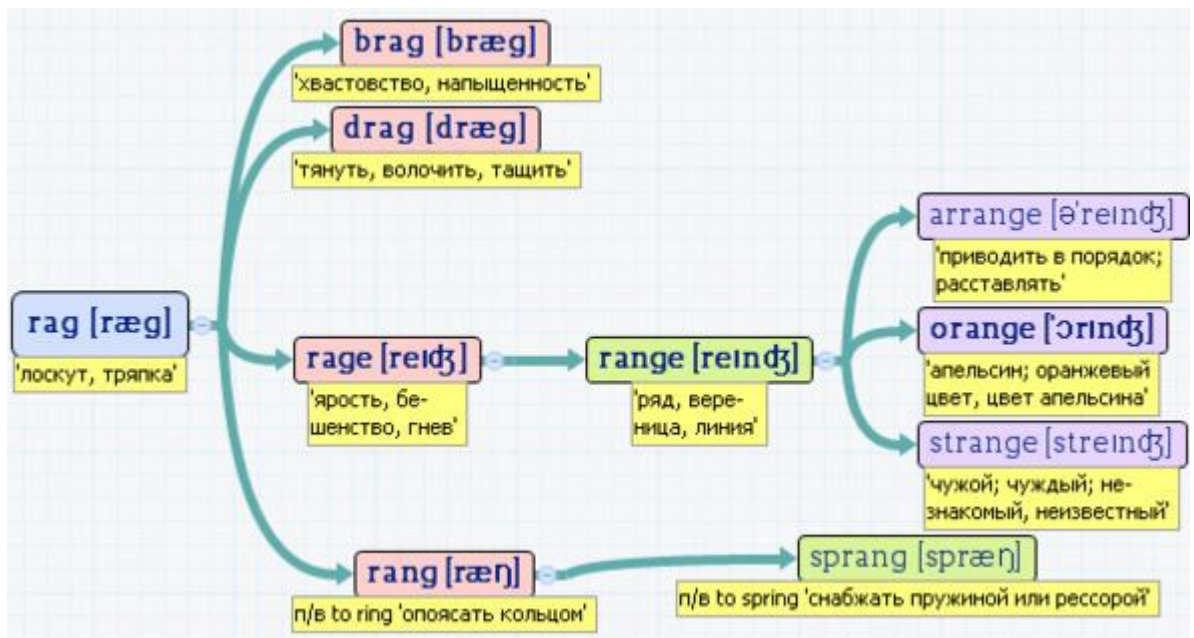 brag [bræg]
'хвастовство, напыщенность'
drag [dræg]
'тянуть, волочить, тащить'
arrange [ə'reɪnʤ]
'приводить в порядок;
расставлять'
rag [ræg]
'лоскут, тряпка'
rage [reɪʤ]
'ярость, бе-
шенство, гнев'
range [reɪnʤ]
'ряд, вере-
ница, линия'
orange ['ɔrɪnʤ]
'апельсин; оранжевый
цвет, цвет апельсина'
strange [streɪnʤ]
'чужой; чуждый; не-
знакомый, неизвестный'
rang [ræŋ]
п/в to ring 'опоясать кольцом'
sprang [spræŋ]
п/в to spring 'снабжать пружиной или рессорой'